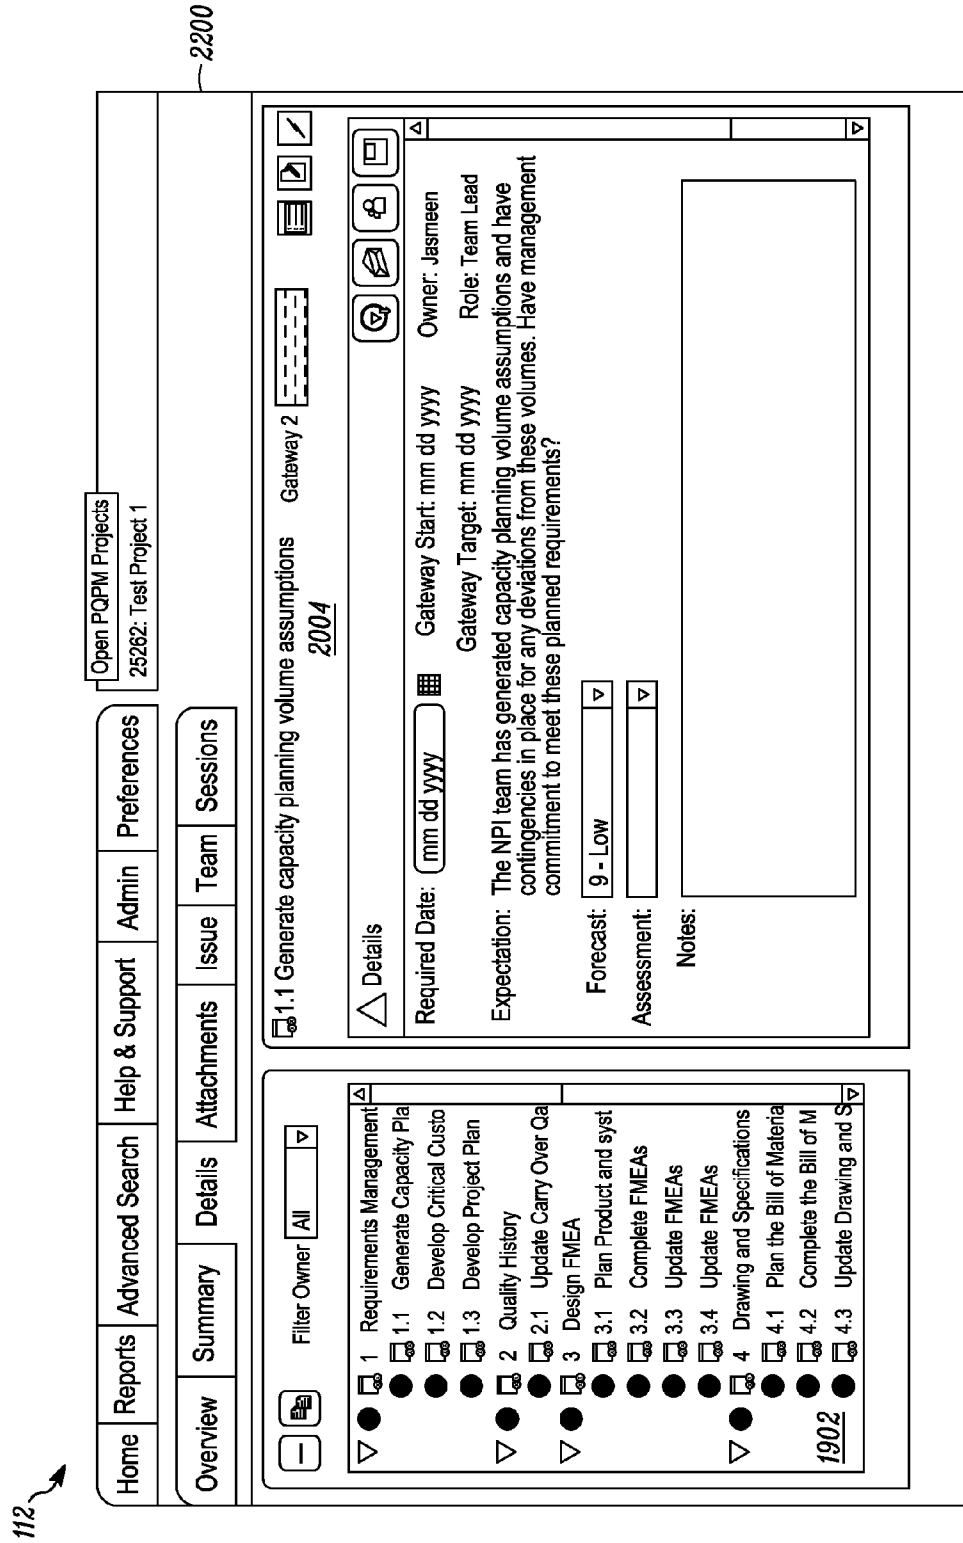 112
2200
Home Reports Advanced Search Help & Support Admin Preferences
Open PQPM Projects
25262: Test Project 1
Overview Summary Details Attachments Issue Team Sessions
Filter Owner All
1 Requirements Management
1.1 Generate Capacity Pla
1.2 Develop Critical Custo
1.3 Develop Project Plan
2 Quality History
2.1 Update Carry Over Qa
3 Design FMEA
3.1 Plan Product and syst
3.2 Complete FMEAs
3.3 Update FMEAs
3.4 Update FMEAs
4 Drawing and Specifications
4.1 Plan the Bill of Materia
4.2 Complete the Bill of M
4.3 Update Drawing and S
1902
1.1 Generate capacity planning volume assumptions Gateway 2
2004
Details
Required Date: mm dd yyyy Gateway Start: mm dd yyyy Owner: Jasmeen
Gateway Target: mm dd yyyy Role: Team Lead
Expectation: The NPI team has generated capacity planning volume assumptions and have
contingencies in place for any deviations from these volumes. Have management
commitment to meet these planned requirements?
Forecast: 9 - Low
Assessment:
Notes: